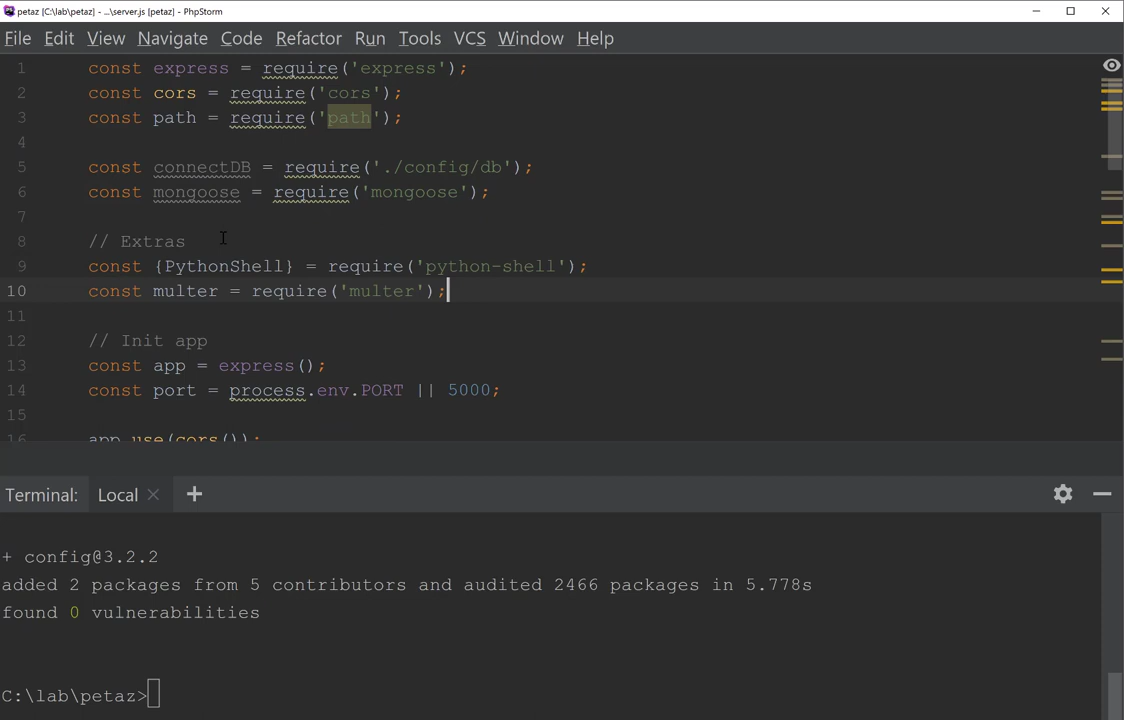 petaz [C:\lab\petaz] - ...\server.js [petaz] - PhpStorm
File Edit View Navigate Code Refactor Run Tools VCS Window Help
1 const express = require('express');
2 const cors = require('cors');
3 const path = require('path');
4
5 const connectDB = require('./config/db');
6 const mongoose = require('mongoose');
7
8 // Extras
9 const {PythonShell} = require('python-shell');
10 const multer = require('multer');
11
12 // Init app
13 const app = express();
14 const port = process.env.PORT || 5000;
15
16 app.use(cors());
Terminal: Local
+ config@3.2.2
added 2 packages from 5 contributors and audited 2466 packages in 5.778s
found 0 vulnerabilities
C:\lab\petaz>